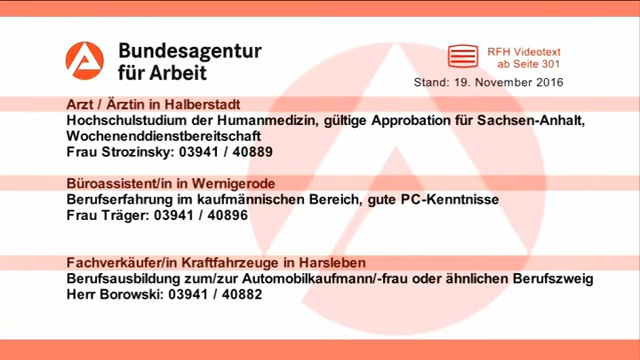 Bundesagentur
für Arbeit
RFH Videotext
ab Seite 301
Stand: 19. November 2016
Arzt / Ärztin in Halberstadt
Hochschulstudium der Humanmedizin, gültige Approbation für Sachsen-Anhalt,
Wochenenddienstbereitschaft
Frau Strozinsky: 03941 / 40889
Büroassistent/in in Wernigerode
Berufserfahrung im kaufmännischen Bereich, gute PC-Kenntnisse
Frau Träger: 03941 / 40896
Fachverkäufer/in Kraftfahrzeuge in Harsleben
Berufsausbildung zum/zur Automobilkaufmann/-frau oder ähnlichen Berufszweig
Herr Borowski: 03941 / 40882